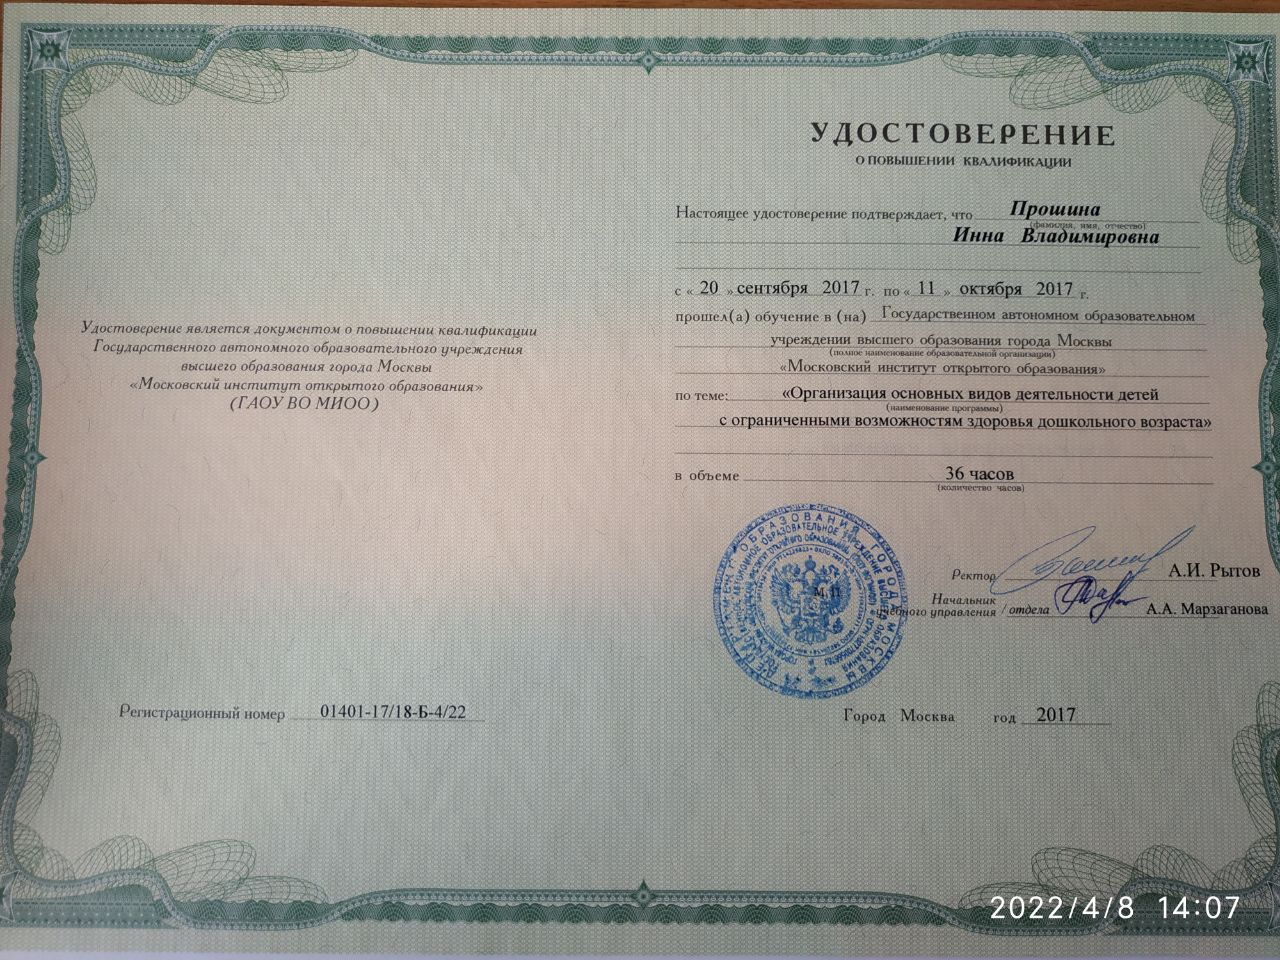 Удостоверение является документом о повышении квалификации
Государственного автономного образовательного учреждения
высшего образования города Москвы
«Московский институт открытого образования»
(ГАОУ ВО МИОО)
Регистрационный номер 01401-17/18-Б-4/22
УДОСТОВЕРЕНИЕ
О ПОВЫШЕНИИ КВАЛИФИКАЦИИ
Настоящее удостоверение подтверждает, что Прошина
(фамилия, имя, отчество)
Инна Владимировна
с «20» сентября 2017 г. по «11» октября 2017 г.
прошел(а) обучение в (на) Государственном автономном образовательном
учреждении высшего образования города Москвы
(полное наименование образовательной организации)
«Московский институт открытого образования»
по теме: «Организация основных видов деятельности детей
(наименование программы)
с ограниченными возможностям здоровья дошкольного возраста»
в объеме 36 часов
(количество часов)
ДЕПАРТАМЕНТ ОБРАЗОВАНИЯ ГОРОДА МОСКВЫ
М.П.
Ректор А.И. Рытов
Начальник
учебного управления / отдела А.А. Марзаганова
Город Москва год 2017
2022/4/8 14:07